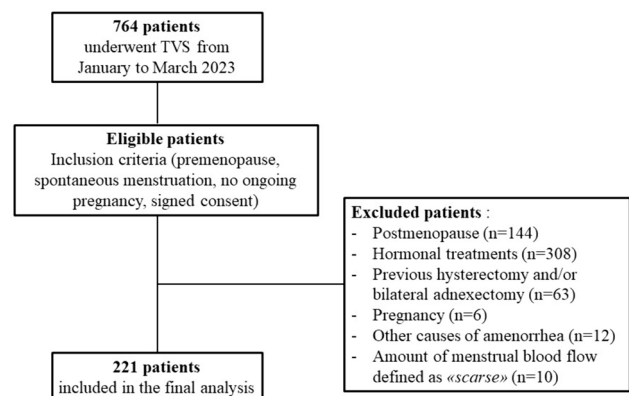 764 patients
underwent TVS from
January to March 2023
Eligible patients
Inclusion criteria (premenopause,
spontaneous menstruation, no ongoing
pregnancy, signed consent)
Excluded patients :
- Postmenopause (n=144)
- Hormonal treatments (n=308)
- Previous hysterectomy and/or
bilateral adnexectomy (n=63)
- Pregnancy (n=6)
- Other causes of amenorrhea (n=12)
- Amount of menstrual blood flow
defined as «scarse» (n=10)
221 patients
included in the final analysis